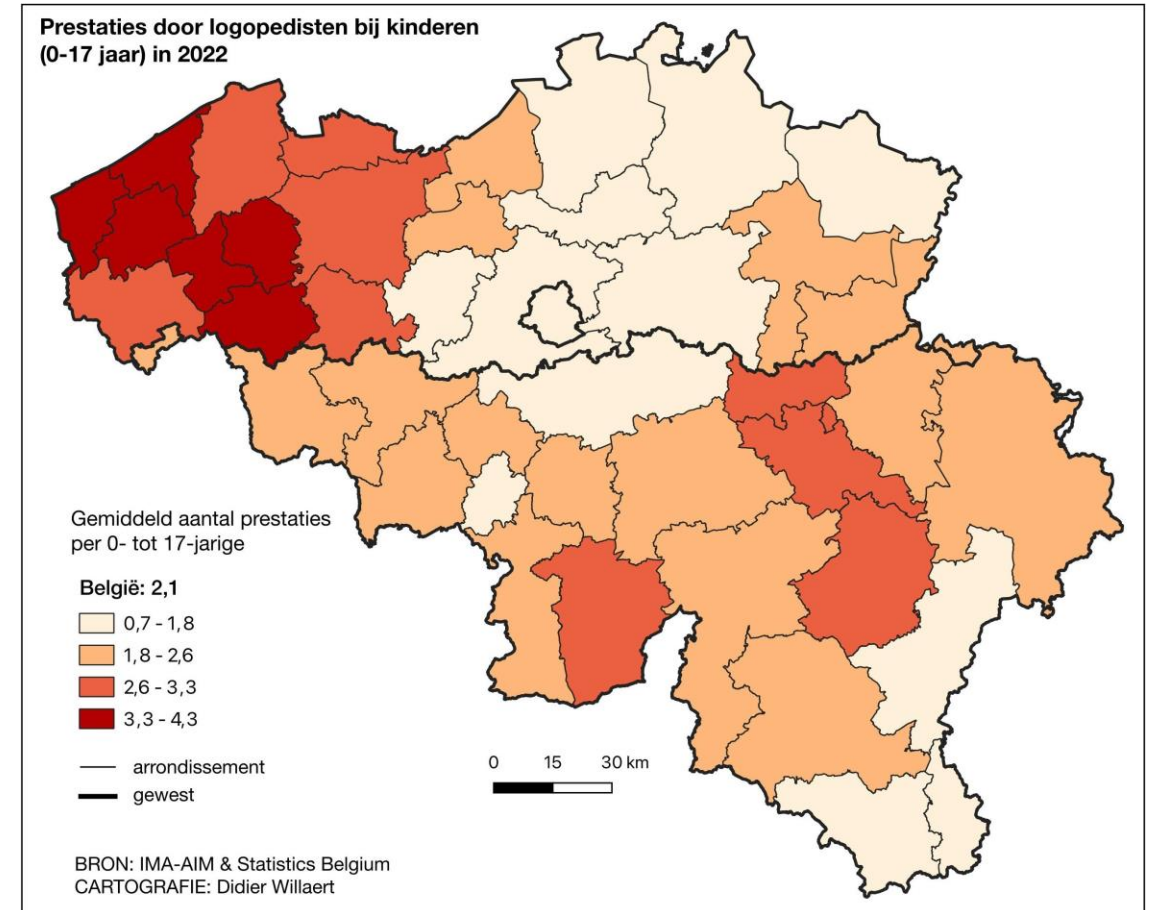 Prestaties door logopedisten bij kinderen
(0-17 jaar) in 2022
Gemiddeld aantal prestaties
per 0- tot 17-jarige
België: 2,1
0,7 - 1,8
1,8 - 2,6
2,6 - 3,3
3,3 - 4,3
arrondissement
gewest
0 15 30 km
BRON: IMA-AIM & Statistics Belgium
CARTOGRAFIE: Didier Willaert